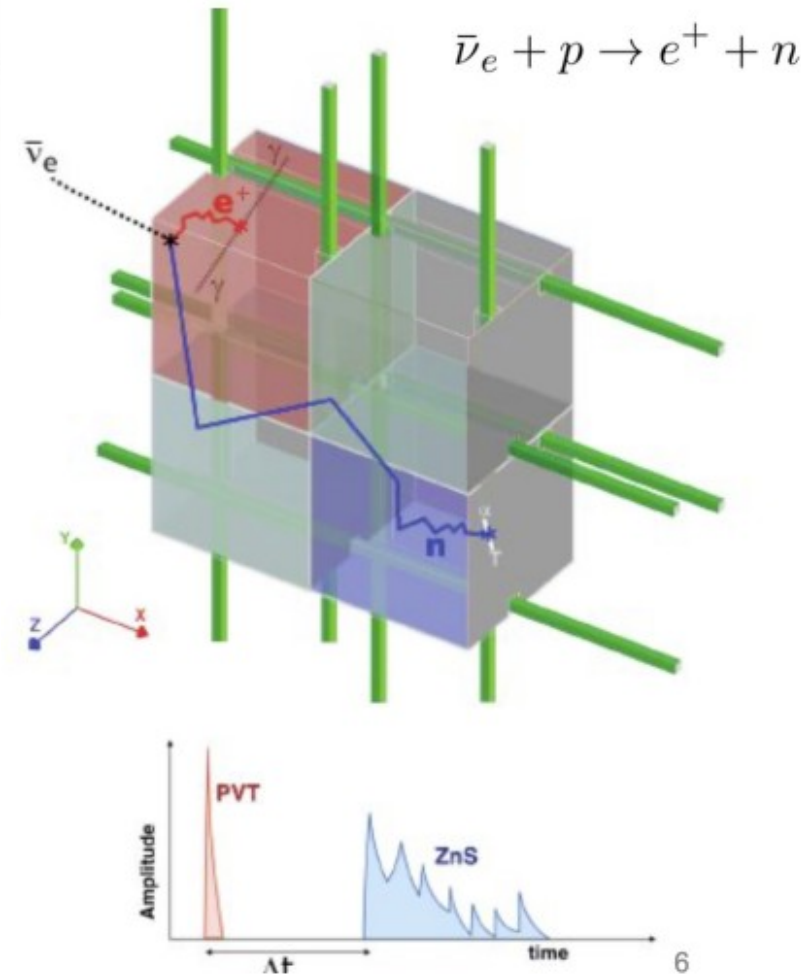 ν̄ₑ + p → e⁺ + n
ν̄e
γ
e⁺
γ
n
α
Y
Z
X
PVT
ZnS
Amplitude
time
Δt
6